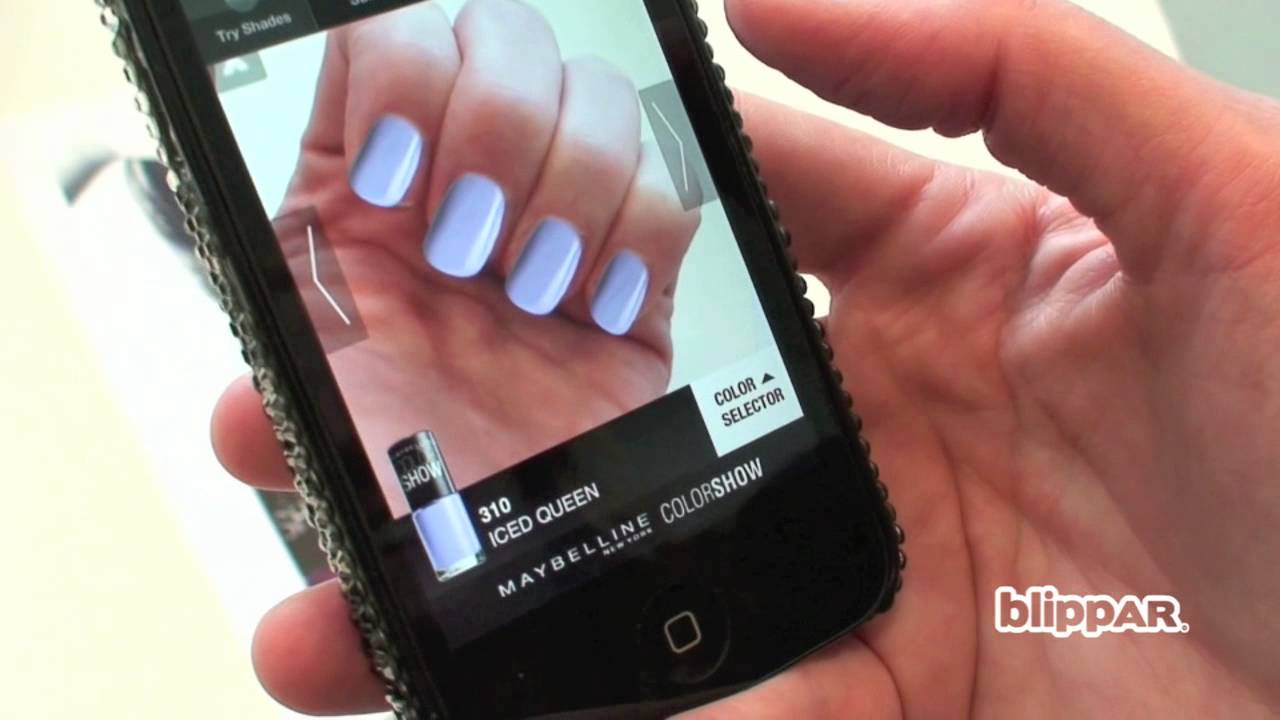 Try Shades
COLOR
SELECTOR
SHOW
310
ICED QUEEN
MAYBELLINE
NEW YORK
COLORSHOW
blippAR